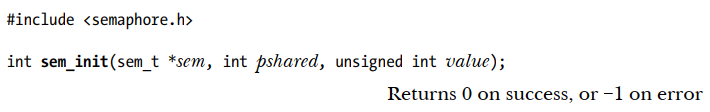 #include <semaphore.h>
int sem_init(sem_t *sem, int pshared, unsigned int value);
Returns 0 on success, or −1 on error